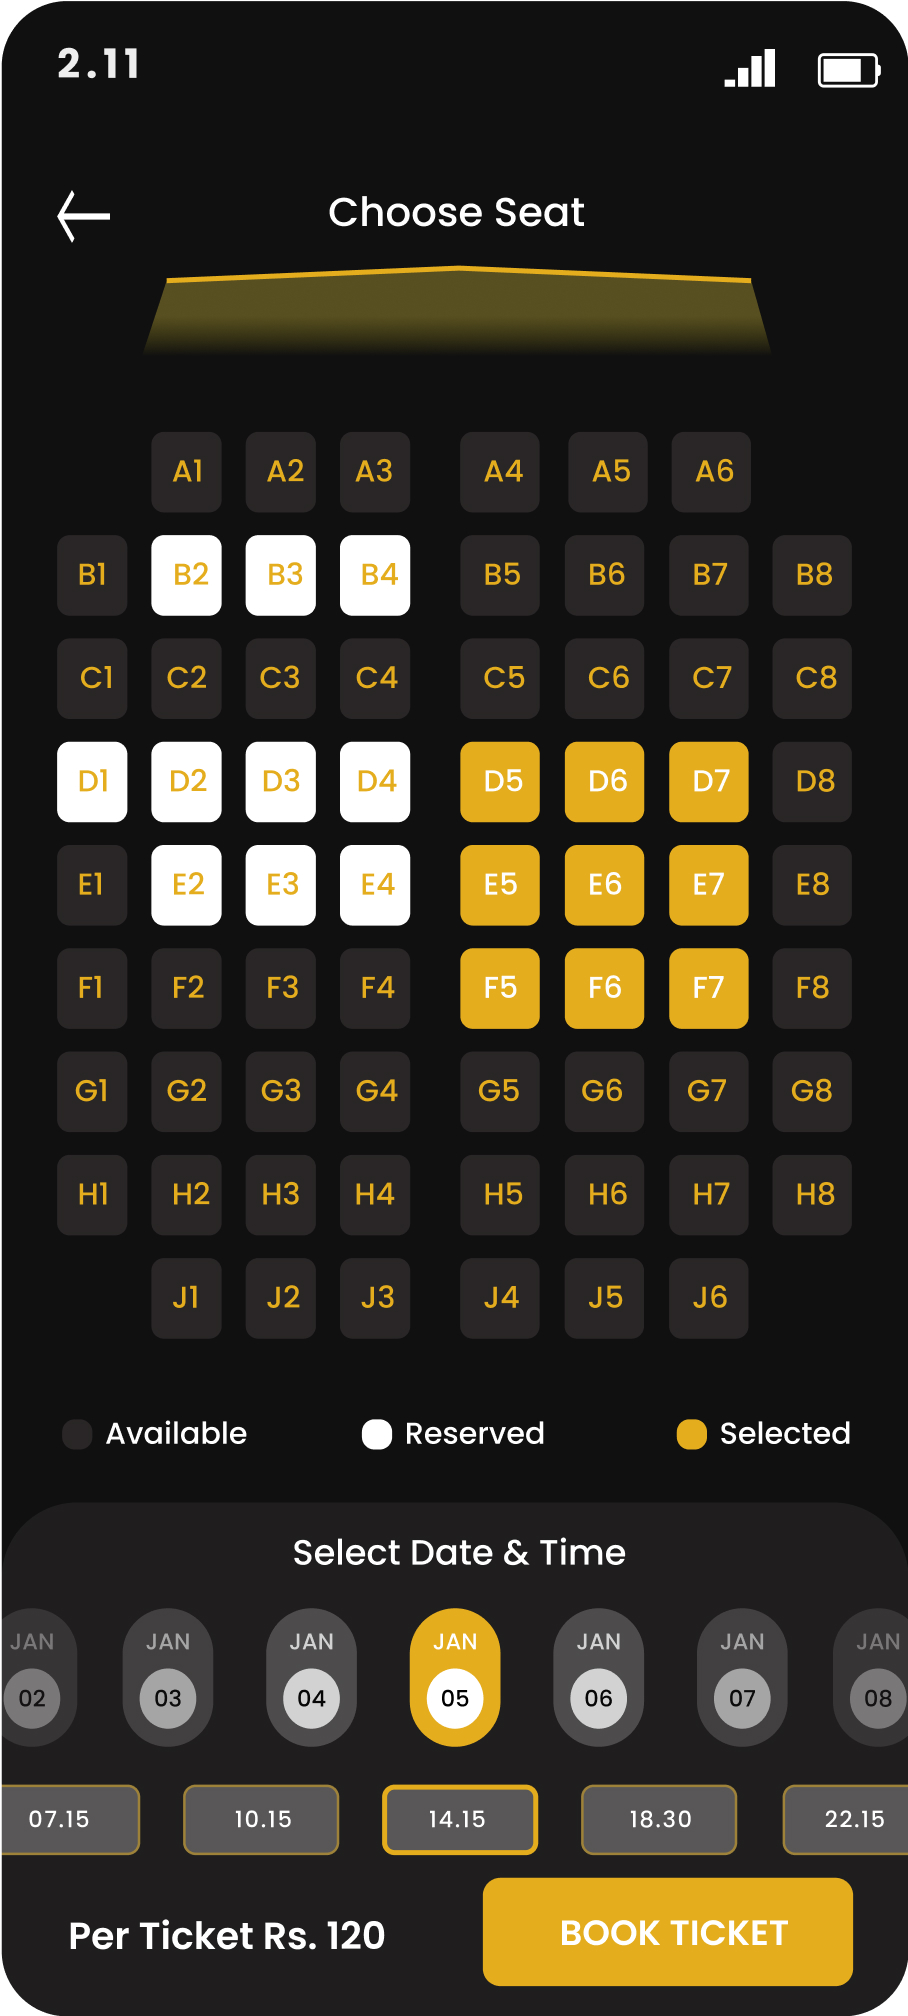 2.11
Choose Seat
A1 A2 A3 A4 A5 A6
B1 B2 B3 B4 B5 B6 B7 B8
C1 C2 C3 C4 C5 C6 C7 C8
D1 D2 D3 D4 D5 D6 D7 D8
E1 E2 E3 E4 E5 E6 E7 E8
F1 F2 F3 F4 F5 F6 F7 F8
G1 G2 G3 G4 G5 G6 G7 G8
H1 H2 H3 H4 H5 H6 H7 H8
J1 J2 J3 J4 J5 J6
Available Reserved Selected
Select Date & Time
JAN JAN JAN JAN JAN JAN JAN
02 03 04 05 06 07 08
07.15 10.15 14.15 18.30 22.15
Per Ticket Rs. 120 BOOK TICKET